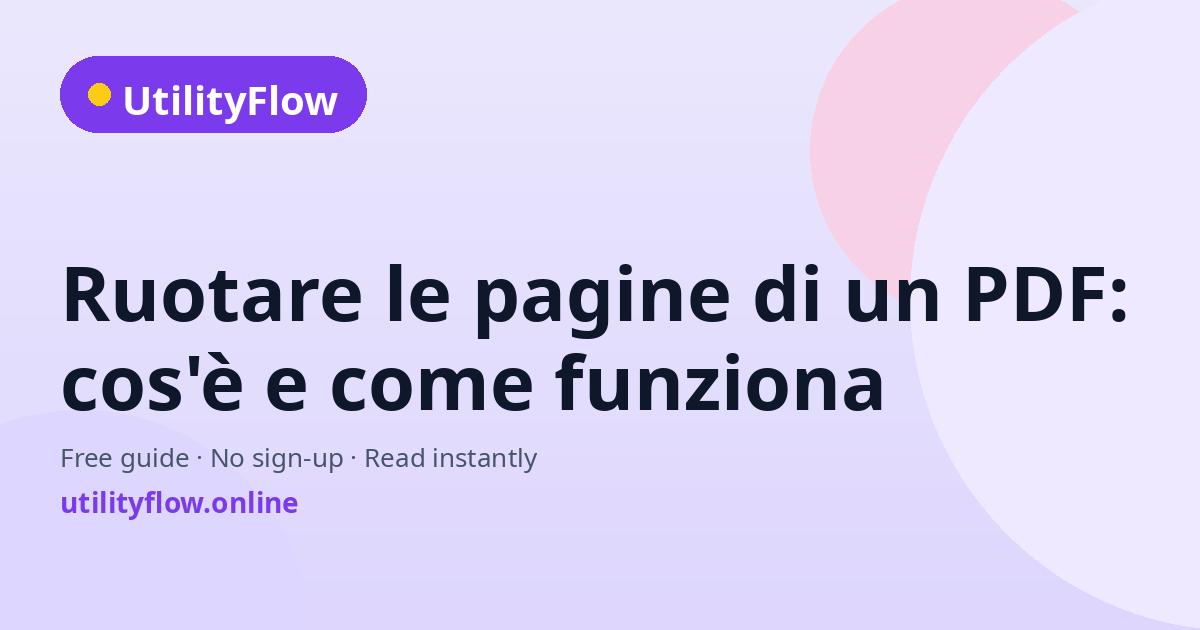 UtilityFlow
Ruotare le pagine di un PDF:
cos'è e come funziona
Free guide · No sign-up · Read instantly
utilityflow.online